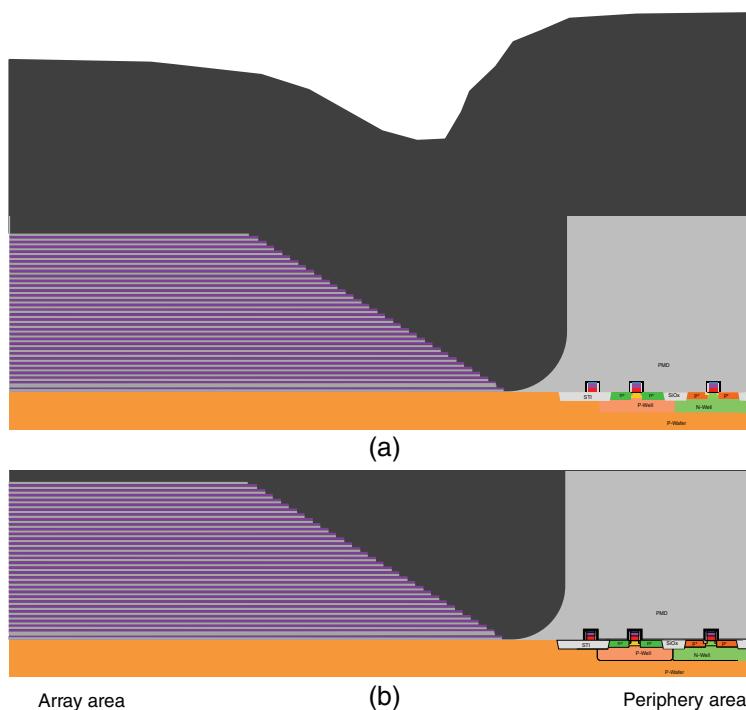 PMD
STI
P+
P+
SiOx
P+
P+
P-Well
N-Well
P-Wafer
(a)
PMD
STI
SiOx
P-Well
N-Well
P-Wafer
Array area
(b)
Periphery area